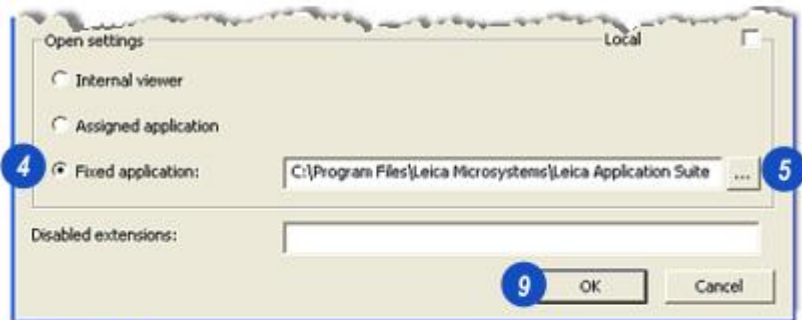 Open settings Local
Internal viewer
Assigned application
4 Fixed application: C:\Program Files\Leica Microsystems\Leica Application Suite ... 5
Disabled extensions:
9 OK Cancel